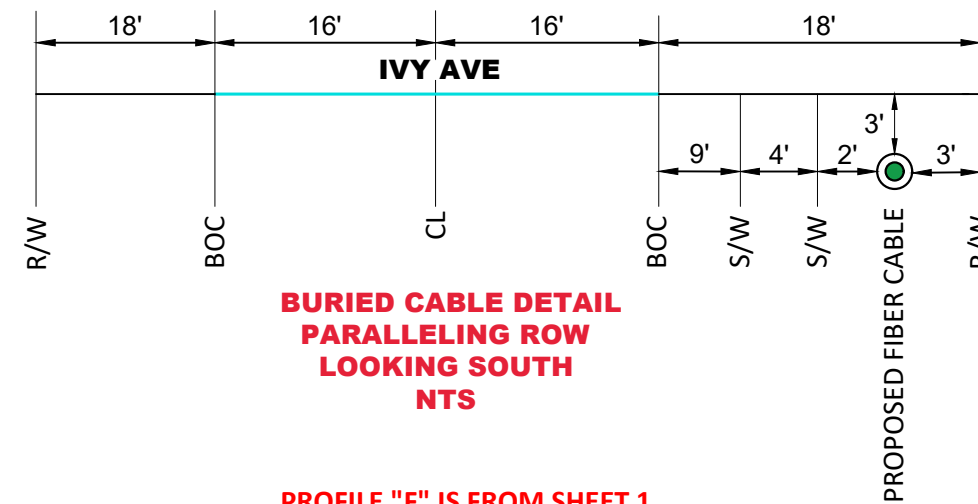 18' 16' 16' 18'
IVY AVE
3'
9' 4' 2' 3'
R/W BOC CL BOC S/W S/W PROPOSED FIBER CABLE R/W
BURIED CABLE DETAIL
PARALLELING ROW
LOOKING SOUTH
NTS
PROFILE "F" IS FROM SHEET 1